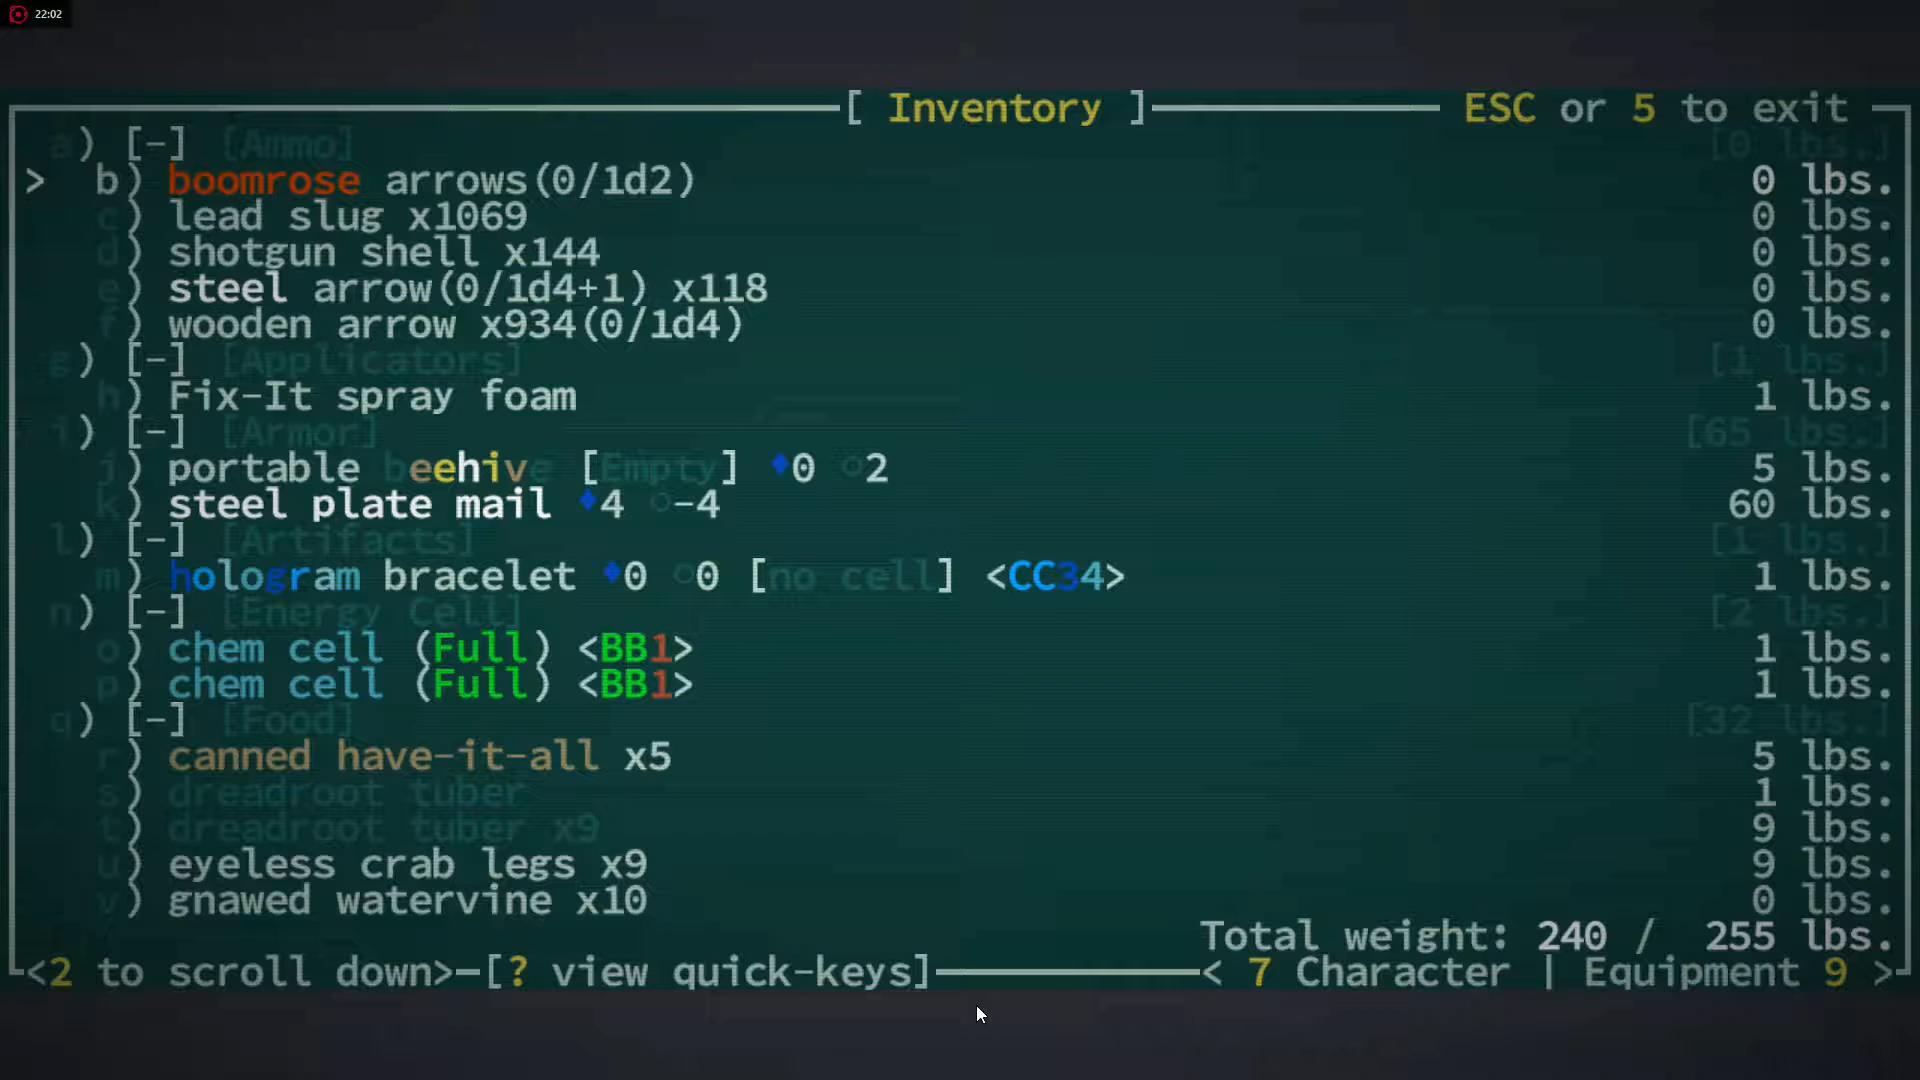 22:02
[ Inventory ] ESC or 5 to exit
a) [-] [Ammo] [0 lbs.]
> b) boomrose arrows(0/1d2) 0 lbs.
c) lead slug x1069 0 lbs.
d) shotgun shell x144 0 lbs.
e) steel arrow(0/1d4+1) x118 0 lbs.
f) wooden arrow x934(0/1d4) 0 lbs.
g) [-] [Applicators] [1 lbs.]
h) Fix-It spray foam 1 lbs.
i) [-] [Armor] [65 lbs.]
j) portable beehive [Empty] ♦0 ○2 5 lbs.
k) steel plate mail ♦4 ○-4 60 lbs.
l) [-] [Artifacts] [1 lbs.]
m) hologram bracelet ♦0 ○0 [no cell] <CC34> 1 lbs.
n) [-] [Energy Cell] [2 lbs.]
o) chem cell (Full) <BB1> 1 lbs.
p) chem cell (Full) <BB1> 1 lbs.
q) [-] [Food] [32 lbs.]
r) canned have-it-all x5 5 lbs.
s) dreadroot tuber 1 lbs.
t) dreadroot tuber x9 9 lbs.
u) eyeless crab legs x9 9 lbs.
v) gnawed watervine x10 0 lbs.
Total weight: 240 / 255 lbs.
<2 to scroll down> [? view quick-keys] < 7 Character | Equipment 9 >